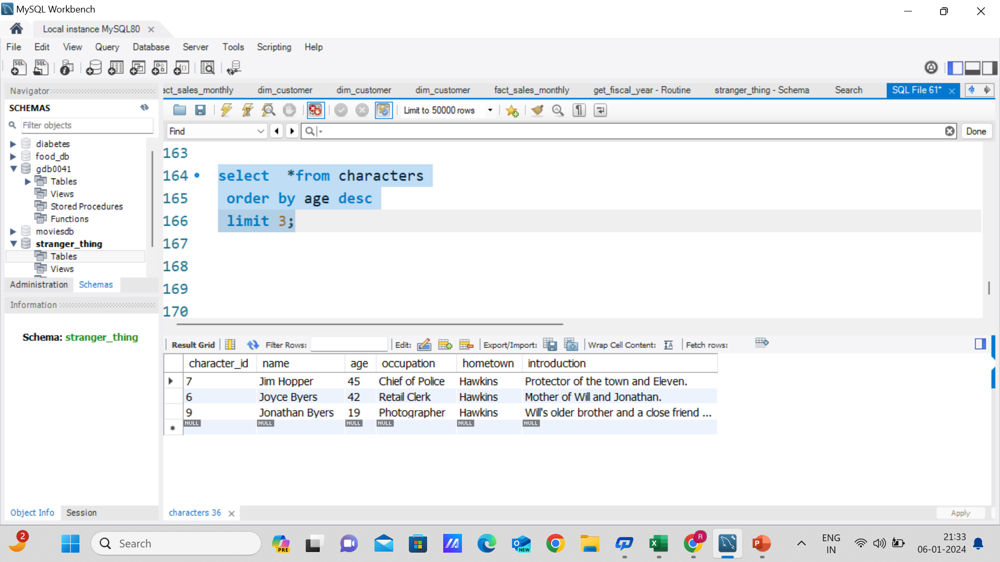 MySQL Workbench
Local instance MySQL80
File Edit View Query Database Server Tools Scripting Help
SQL SQL
Navigator
act_sales_monthly dim_customer dim_customer dim_customer fact_sales_monthly get_fiscal_year - Routine stranger_thing - Schema Search SQL File 61*
SCHEMAS
Limit to 50000 rows
Filter objects
Find
Done
diabetes
food_db
gdb0041
Tables
Views
Stored Procedures
Functions
moviesdb
stranger_thing
Tables
Views
Administration Schemas
163
164 select  *from characters
165 order by age desc
166 limit 3;
167
168
169
170
Information
Schema: stranger_thing
Result Grid Filter Rows: Edit: Export/Import: Wrap Cell Content: IA Fetch rows:
character_id name age occupation hometown introduction
7 Jim Hopper 45 Chief of Police Hawkins Protector of the town and Eleven.
6 Joyce Byers 42 Retail Clerk Hawkins Mother of Will and Jonathan.
9 Jonathan Byers 19 Photographer Hawkins Will's older brother and a close friend ...
NULL NULL NULL NULL NULL NULL
Object Info Session
characters 36
Apply
2
Search
PRE
NEW
R
ENG
IN
21:33
06-01-2024